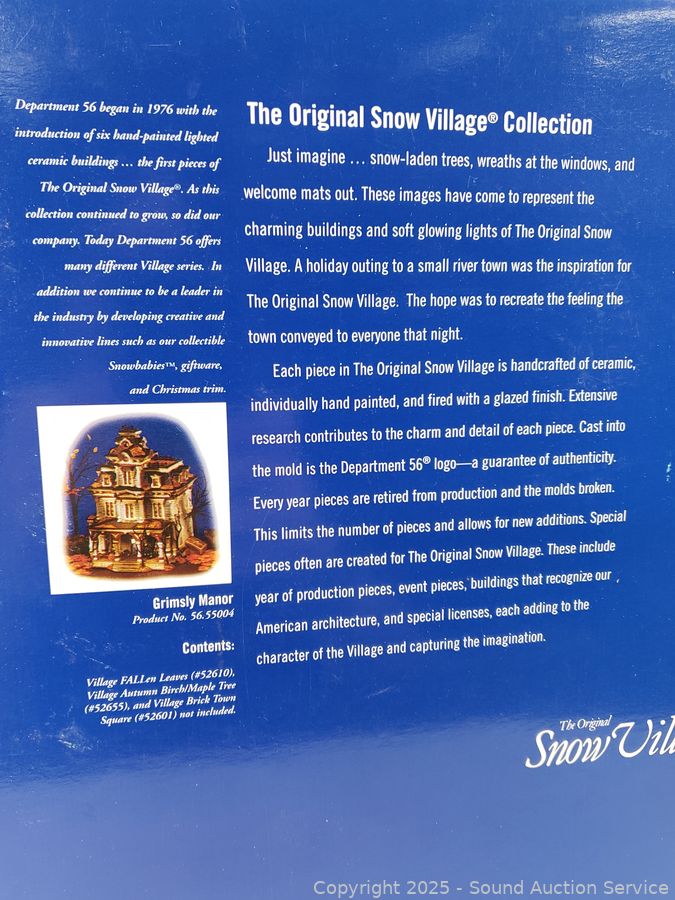 Department 56 began in 1976 with the
introduction of six hand-painted lighted
ceramic buildings ... the first pieces of
The Original Snow Village®. As this
collection continued to grow, so did our
company. Today Department 56 offers
many different Village series. In
addition we continue to be a leader in
the industry by developing creative and
innovative lines such as our collectible
Snowbabies™, giftware,
and Christmas trim.
Grimsly Manor
Product No. 56.55004
Contents:
Village FALLen Leaves (#52610),
Village Autumn Birch/Maple Tree
(#52655), and Village Brick Town
Square (#52601) not included.
The Original Snow Village® Collection
Just imagine ... snow-laden trees, wreaths at the windows, and
welcome mats out. These images have come to represent the
charming buildings and soft glowing lights of The Original Snow
Village. A holiday outing to a small river town was the inspiration for
The Original Snow Village. The hope was to recreate the feeling the
town conveyed to everyone that night.
Each piece in The Original Snow Village is handcrafted of ceramic,
individually hand painted, and fired with a glazed finish. Extensive
research contributes to the charm and detail of each piece. Cast into
the mold is the Department 56® logo—a guarantee of authenticity.
Every year pieces are retired from production and the molds broken.
This limits the number of pieces and allows for new additions. Special
pieces often are created for The Original Snow Village. These include
year of production pieces, event pieces, buildings that recognize our
American architecture, and special licenses, each adding to the
character of the Village and capturing the imagination.
The Original
Snow Vill
Copyright 2025 - Sound Auction Service